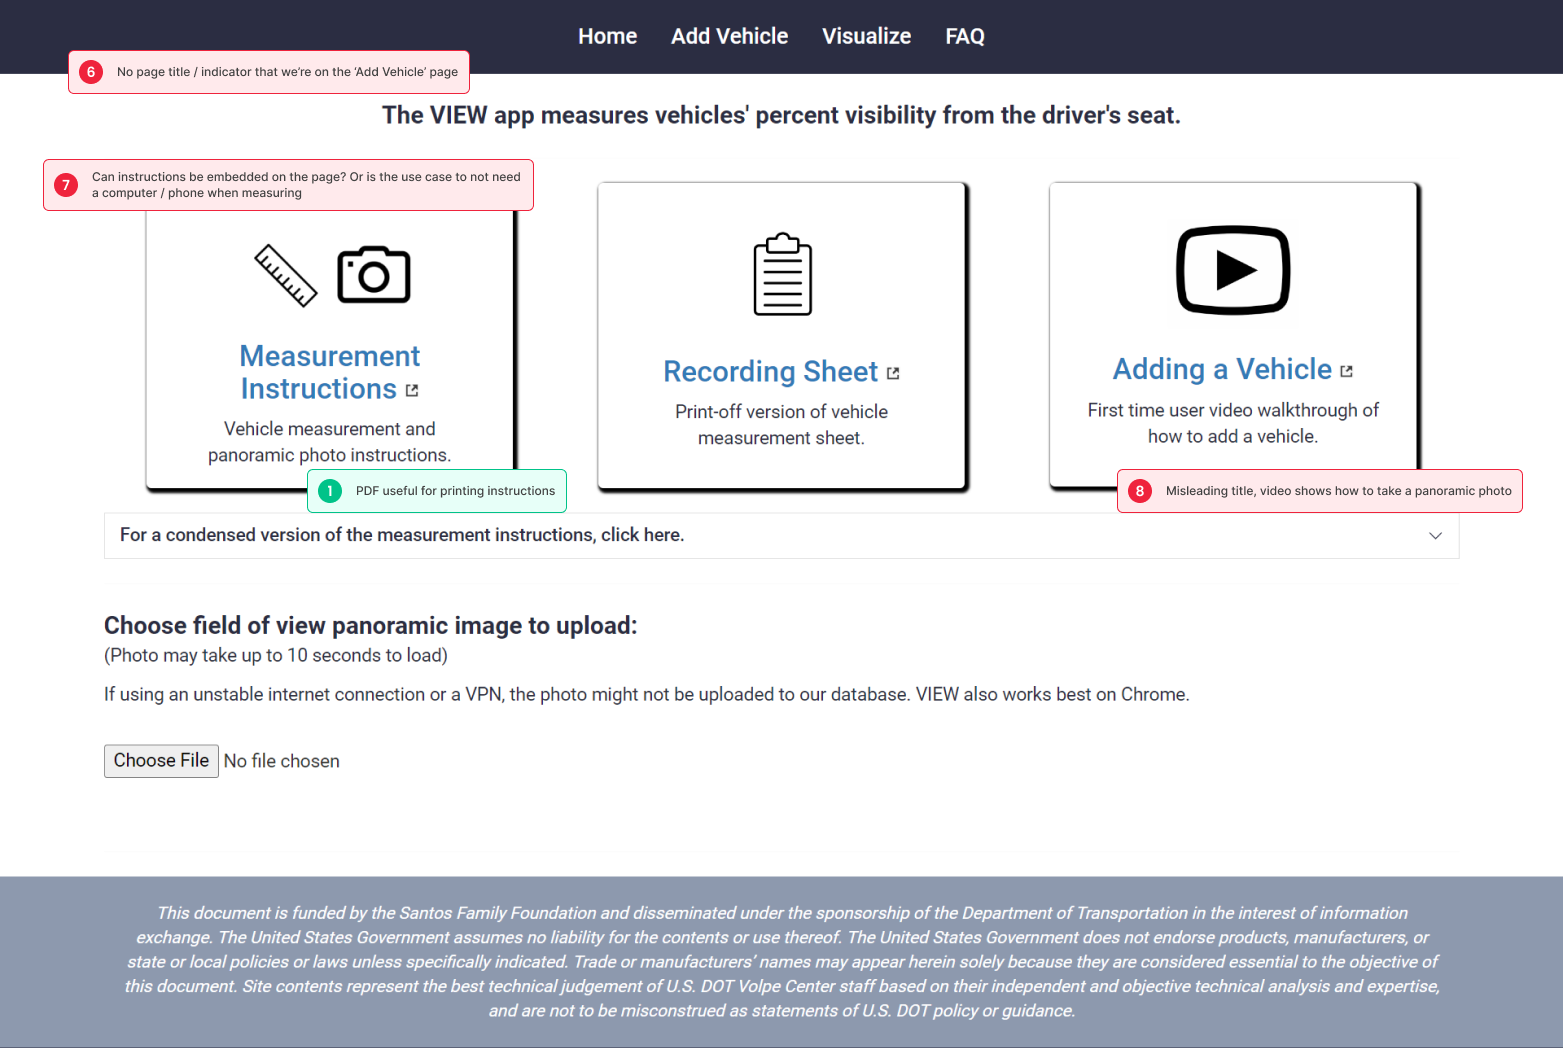 Home Add Vehicle Visualize FAQ
6 No page title / indicator that we're on the ‘Add Vehicle’ page
The VIEW app measures vehicles' percent visibility from the driver's seat.
7 Can instructions be embedded on the page? Or is the use case to not need
a computer / phone when measuring
Measurement
Instructions
Vehicle measurement and
panoramic photo instructions.
1 PDF useful for printing instructions
Recording Sheet
Print-off version of vehicle
measurement sheet.
Adding a Vehicle
First time user video walkthrough of
how to add a vehicle.
8 Misleading title, video shows how to take a panoramic photo
For a condensed version of the measurement instructions, click here.
Choose field of view panoramic image to upload:
(Photo may take up to 10 seconds to load)
If using an unstable internet connection or a VPN, the photo might not be uploaded to our database. VIEW also works best on Chrome.
Choose File No file chosen
This document is funded by the Santos Family Foundation and disseminated under the sponsorship of the Department of Transportation in the interest of information
exchange. The United States Government assumes no liability for the contents or use thereof. The United States Government does not endorse products, manufacturers, or
state or local policies or laws unless specifically indicated. Trade or manufacturers’ names may appear herein solely because they are considered essential to the objective of
this document. Site contents represent the best technical judgement of U.S. DOT Volpe Center staff based on their independent and objective technical analysis and expertise,
and are not to be misconstrued as statements of U.S. DOT policy or guidance.